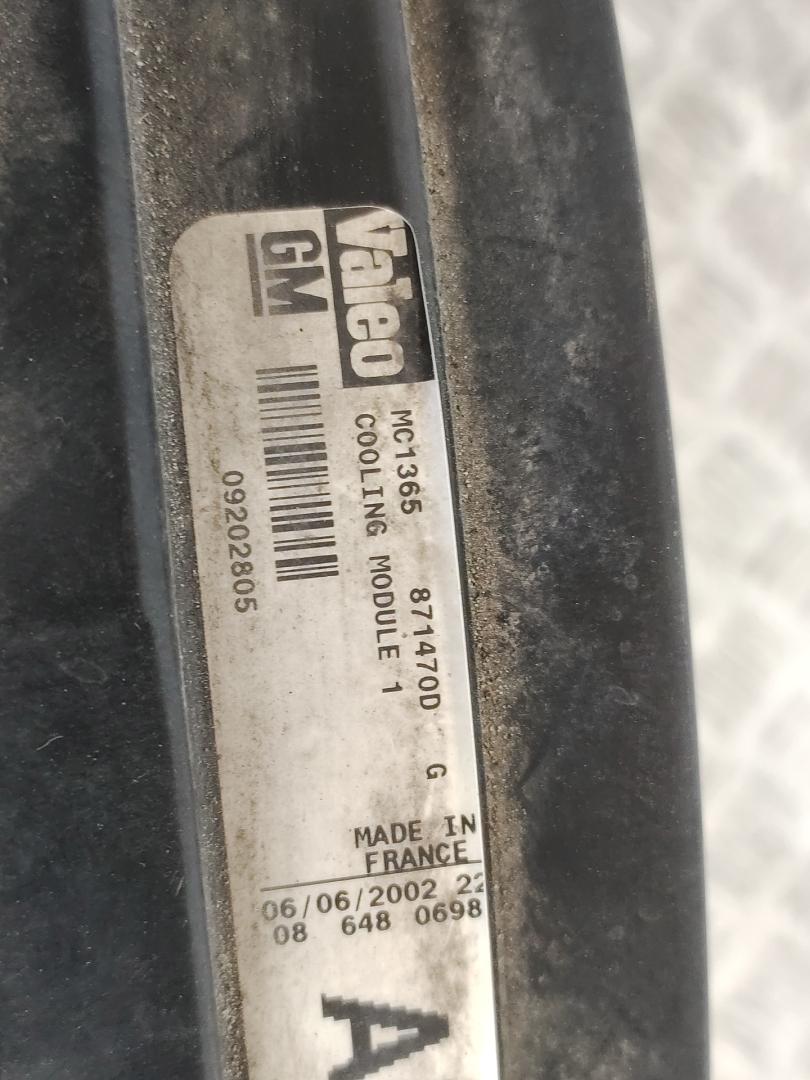 Valeo
GM
MC1365 871470D G
COOLING MODULE 1
09202805
MADE IN
FRANCE
06/06/2002 22
08 648 0698
A